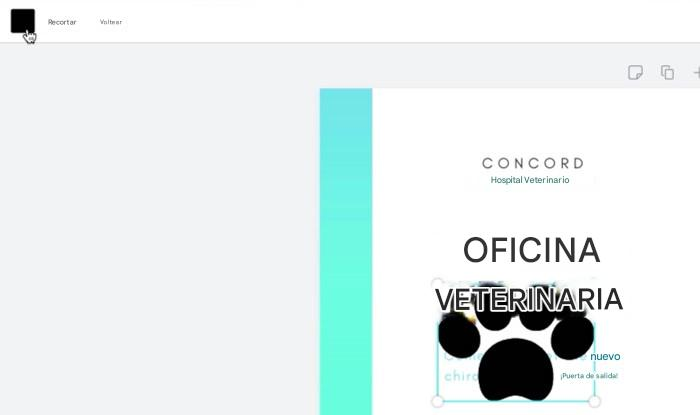 Recortar Voltear
CONCORD
Hospital Veterinario
OFICINA
VETERINARIA
nuevo
¡Puerta de salida!